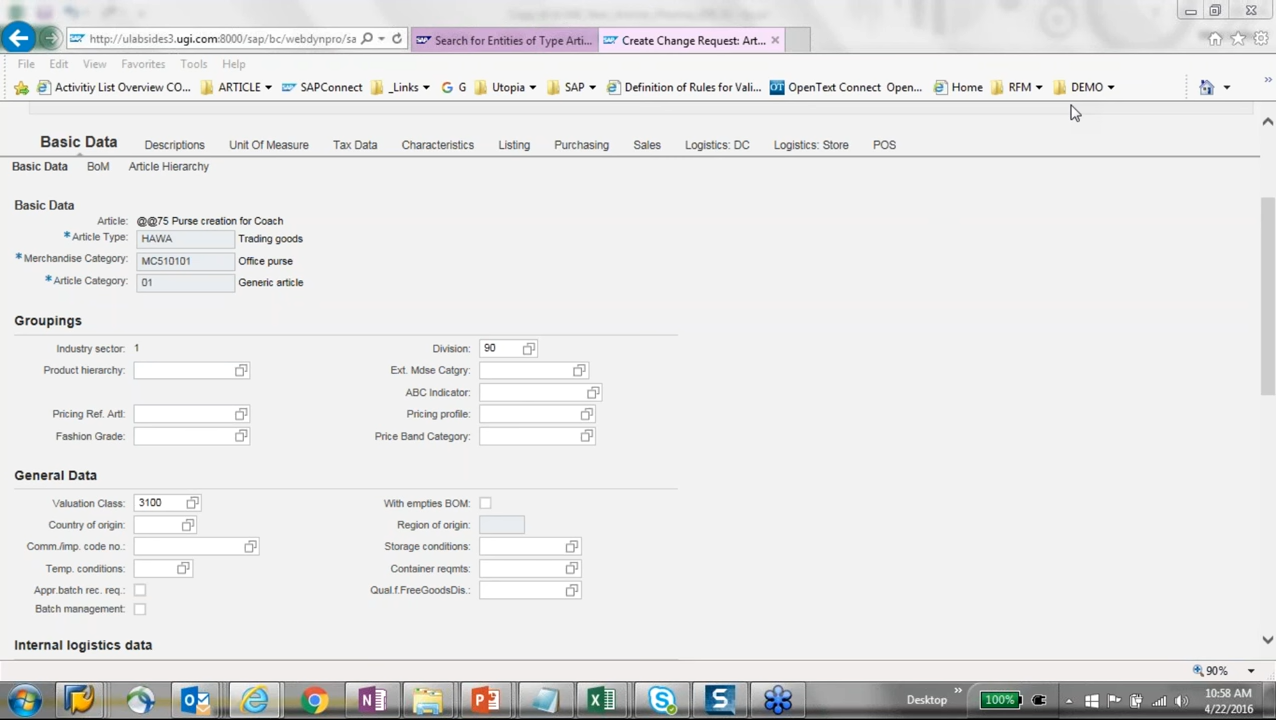 http://ulabsides3.ugi.com:8000/sap/bc/webdynpro/sa
Search for Entities of Type Arti...
Create Change Request: Art...
File Edit View Favorites Tools Help
Activitiy List Overview CO... ARTICLE SAPConnect _Links G Utopia SAP Definition of Rules for Vali... OpenText Connect Open... Home RFM DEMO
Basic Data Descriptions Unit Of Measure Tax Data Characteristics Listing Purchasing Sales Logistics: DC Logistics: Store POS
Basic Data BoM Article Hierarchy
Basic Data
Article: @@75 Purse creation for Coach
*Article Type: HAWA Trading goods
*Merchandise Category: MC510101 Office purse
*Article Category: 01 Generic article
Groupings
Industry sector: 1 Division: 90
Product hierarchy: Ext. Mdse Catgry:
ABC Indicator:
Pricing Ref. Artl: Pricing profile:
Fashion Grade: Price Band Category:
General Data
Valuation Class: 3100 With empties BOM:
Country of origin: Region of origin:
Comm./imp. code no.: Storage conditions:
Temp. conditions: Container reqmts:
Appr.batch rec. req.: Qual.f.FreeGoodsDis.:
Batch management:
Internal logistics data
90%
Desktop 100% 10:58 AM
4/22/2016